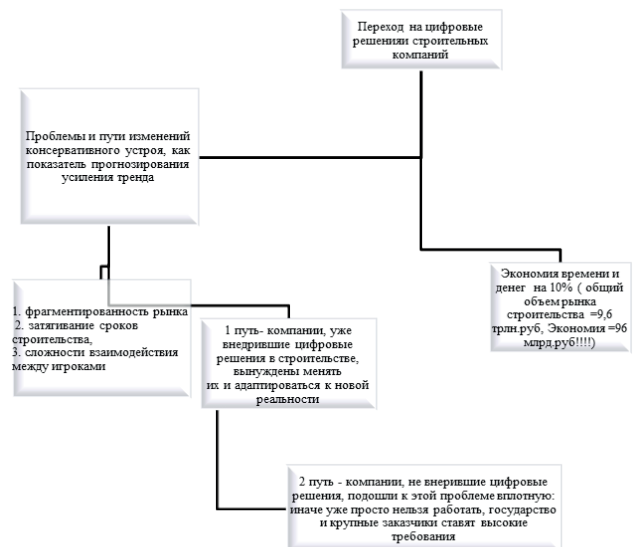 Переход на цифровые
решенияи строительных
компаний
Проблемы и пути изменений
консервативного устроя, как
показатель прогнозирования
усиления тренда
Экономия времени и
денег на 10% ( общий
объем рынка
строительства =9,6
трлн.руб, Экономия =96
млрд.руб!!!!)
1. фрагментированность рынка
2. затягивание сроков
строительства,
3. сложности взаимодействия
между игроками
1 путь- компании, уже
внедрившие цифровые
решения в строительстве,
вынуждены менять
их и адаптироваться к новой
реальности
2 путь - компании, не внерившие цифровые
решения, подошли к этой проблеме вплотную:
иначе уже просто нельзя работать, государство
и крупные заказчики ставят высокие
требования